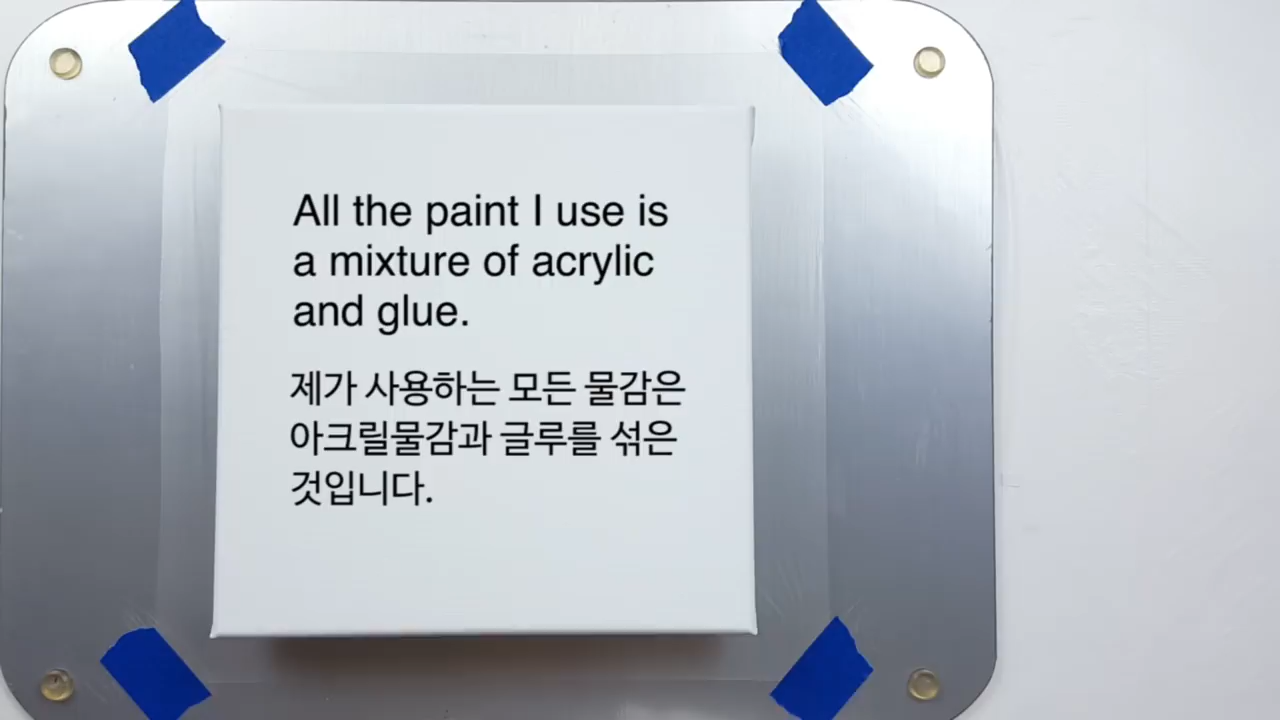 All the paint I use is
a mixture of acrylic
and glue.
제가 사용하는 모든 물감은
아크릴물감과 글루를 섞은
것입니다.